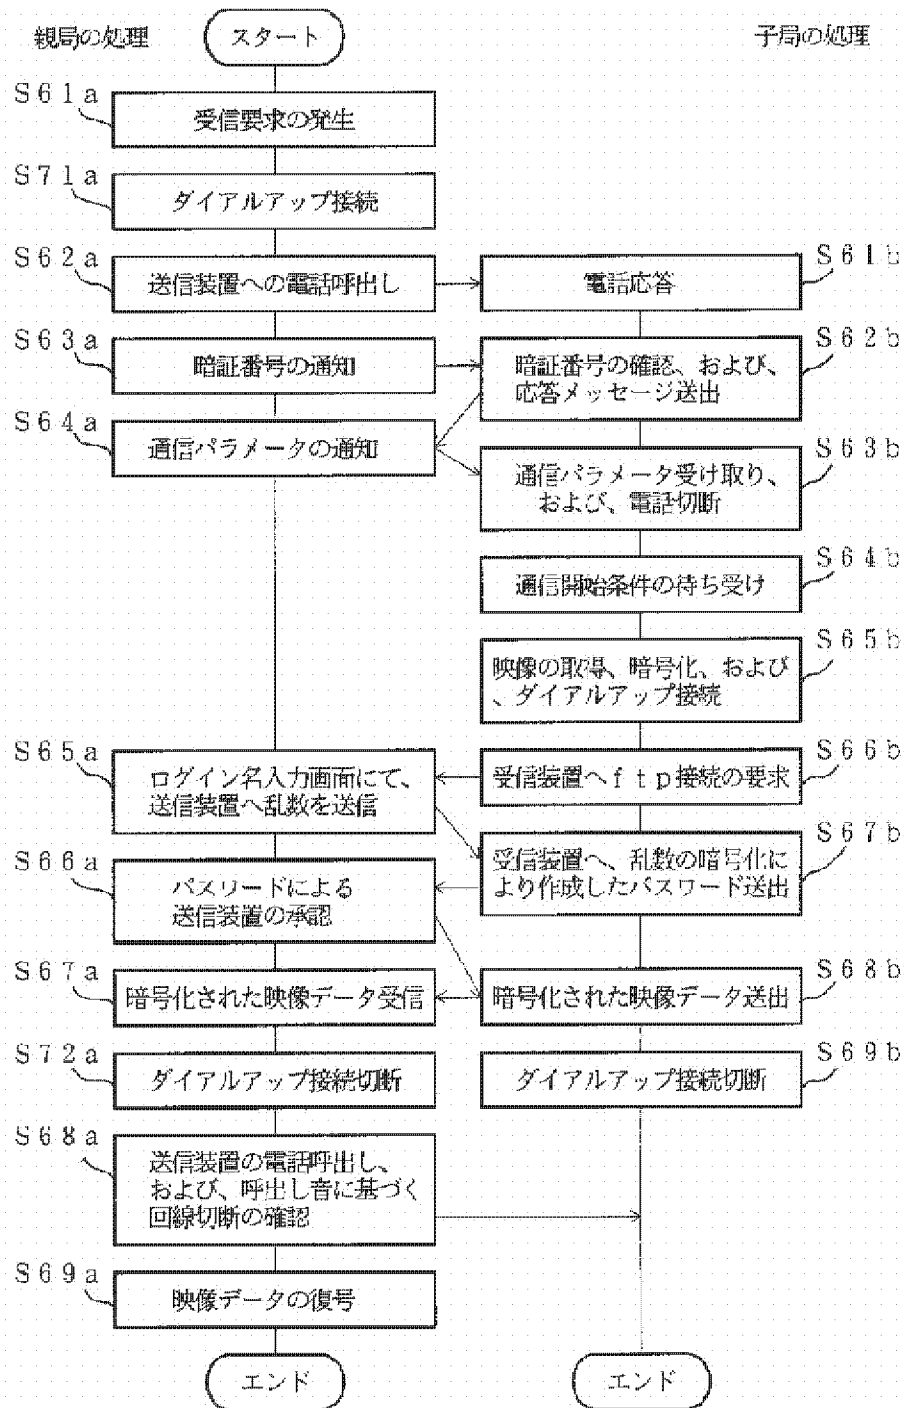 親局の処理
スタート
子局の処理
S61a
受信要求の発生
S71a
ダイアルアップ接続
S62a
送信装置への電話呼出し
S61b
電話応答
S63a
暗証番号の通知
S62b
暗証番号の確認、および、
応答メッセージ送出
S64a
通信パラメータの通知
S63b
通信パラメータ受け取り、
および、電話切断
S64b
通信開始条件の待ち受け
S65b
映像の取得、暗号化、および
、ダイアルアップ接続
S65a
ログイン名入力画面にて、
送信装置へ乱数を送信
S66b
受信装置へftp接続の要求
S67b
受信装置へ、乱数の暗号化に
より作成したパスワード送出
S66a
パスワードによる
送信装置の承認
S67a
暗号化された映像データ受信
S68b
暗号化された映像データ送出
S72a
ダイアルアップ接続切断
S69b
ダイアルアップ接続切断
S68a
送信装置の電話呼出し、
および、呼出し音に基づく
回線切断の確認
S69a
映像データの復号
エンド
エンド